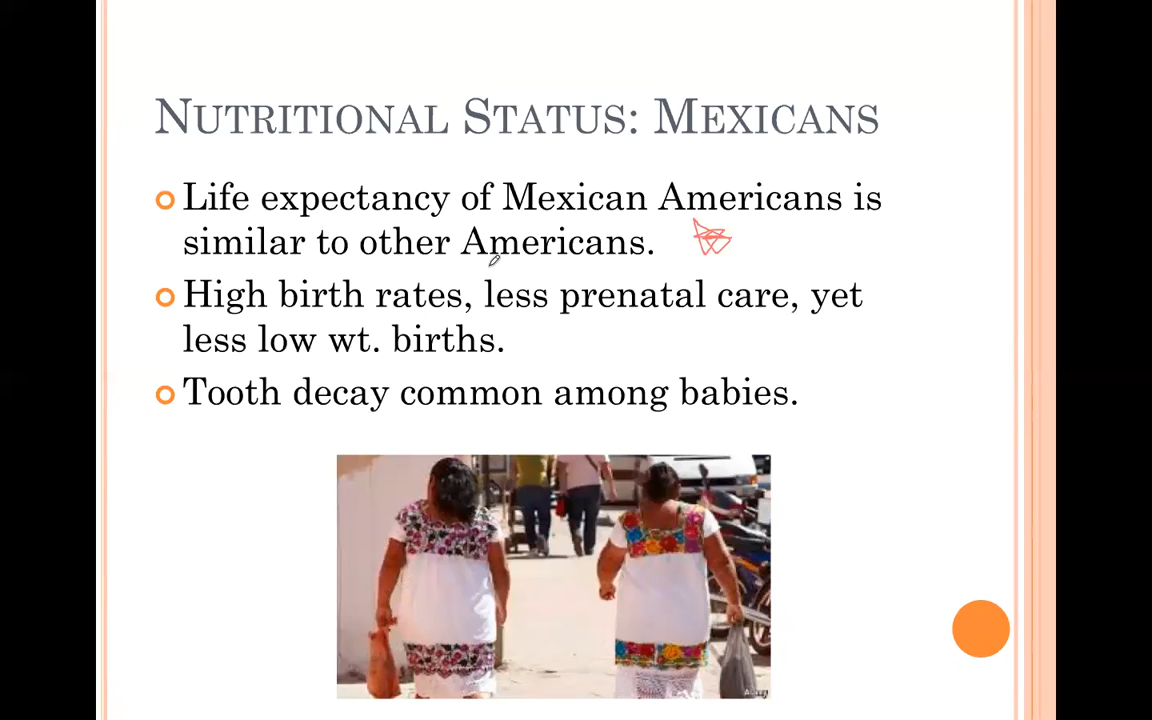 NUTRITIONAL STATUS: MEXICANS
Life expectancy of Mexican Americans is
similar to other Americans.
High birth rates, less prenatal care, yet
less low wt. births.
Tooth decay common among babies.